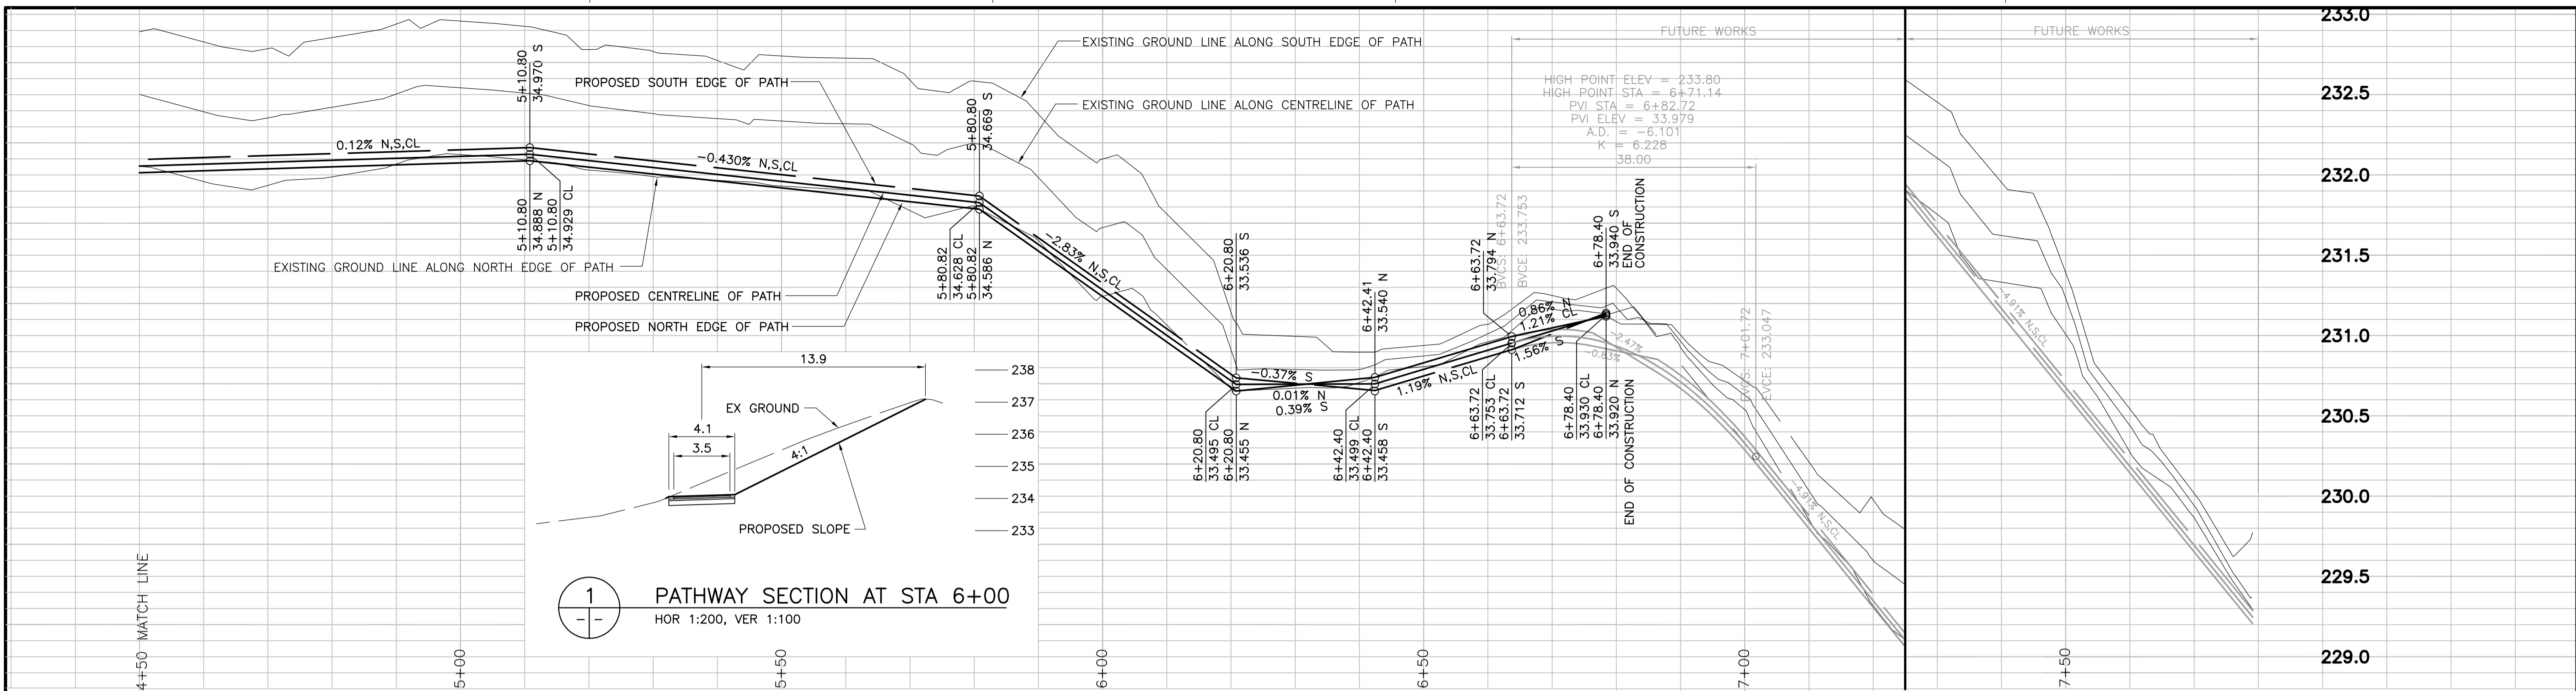 FUTURE WORKS
FUTURE WORKS
233.0
232.5
232.0
231.5
231.0
230.5
230.0
229.5
229.0
EXISTING GROUND LINE ALONG SOUTH EDGE OF PATH
PROPOSED SOUTH EDGE OF PATH
EXISTING GROUND LINE ALONG CENTRELINE OF PATH
5+10.80
34.970 S
5+80.80
34.669 S
0.12% N,S,CL
-0.430% N,S,CL
5+10.80
34.888 N
5+10.80
34.929 CL
EXISTING GROUND LINE ALONG NORTH EDGE OF PATH
PROPOSED CENTRELINE OF PATH
PROPOSED NORTH EDGE OF PATH
5+80.82
34.628 CL
5+80.82
34.586 N
-2.83% N,S,CL
6+20.80
33.536 S
-0.37% S
0.01% N
0.39% S
6+20.80
33.495 CL
6+20.80
33.455 N
6+42.41
33.540 N
6+42.40
33.499 CL
6+42.40
33.458 S
1.19% N,S,CL
6+63.72
33.794 N
BVCS: 6+63.72
BVCE: 233.753
0.86% N
1.21% CL
1.56% S
6+63.72
33.753 CL
6+63.72
33.712 S
6+78.40
33.940 S
END OF
CONSTRUCTION
6+78.40
33.930 CL
6+78.40
33.920 N
END OF CONSTRUCTION
HIGH POINT ELEV = 233.80
HIGH POINT STA = 6+71.14
PVI STA = 6+82.72
PVI ELEV = 33.979
A.D. = -6.101
K = 6.228
38.00
-2.47%
-0.83%
EVCS: 7+01.72
EVCE: 233.047
-4.91% N,S,CL
-4.91% N,S,CL
13.9
EX GROUND
4.1
3.5
4:1
PROPOSED SLOPE
238
237
236
235
234
233
1
PATHWAY SECTION AT STA 6+00
HOR 1:200, VER 1:100
4+50 MATCH LINE
5+00
5+50
6+00
6+50
7+00
7+50